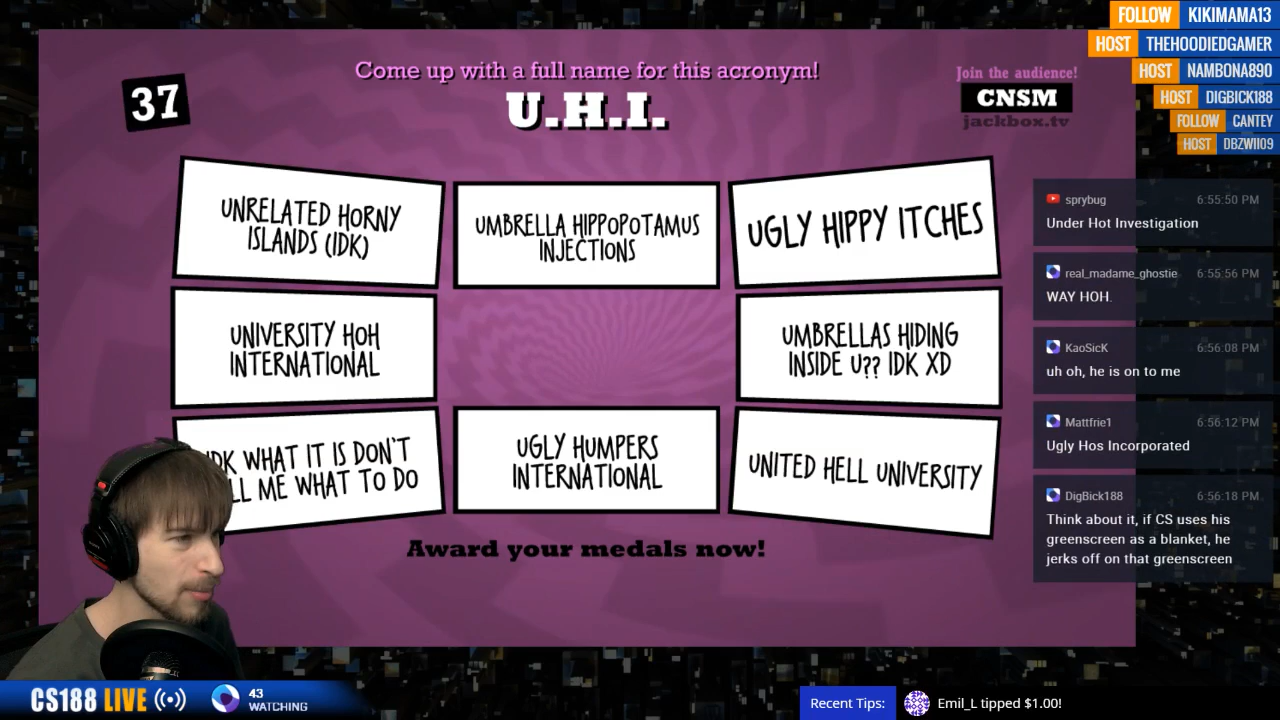 FOLLOW KIKIMAMA13
HOST THEHOODIEDGAMER
HOST NAMBONA890
HOST DIGBICK188
FOLLOW CANTEY
HOST DBZWII09
37
Come up with a full name for this acronym!
U.H.I.
Join the audience!
CNSM
jackbox.tv
UNRELATED HORNY
ISLANDS (IDK)
UMBRELLA HIPPOPOTAMUS
INJECTIONS
UGLY HIPPY ITCHES
UNIVERSITY HOH
INTERNATIONAL
UMBRELLAS HIDING
INSIDE U?? IDK XD
IDK WHAT IT IS DON'T
LL ME WHAT TO DO
UGLY HUMPERS
INTERNATIONAL
UNITED HELL UNIVERSITY
Award your medals now!
sprybug 6:55:50 PM
Under Hot Investigation
real_madame_ghostie 6:55:56 PM
WAY HOH.
KaoSicK 6:56:08 PM
uh oh, he is on to me
Mattfrie1 6:56:12 PM
Ugly Hos Incorporated
DigBick188 6:56:18 PM
Think about it, if CS uses his
greenscreen as a blanket, he
jerks off on that greenscreen
CS188 LIVE
43
WATCHING
Recent Tips: Emil_L tipped $1.00!